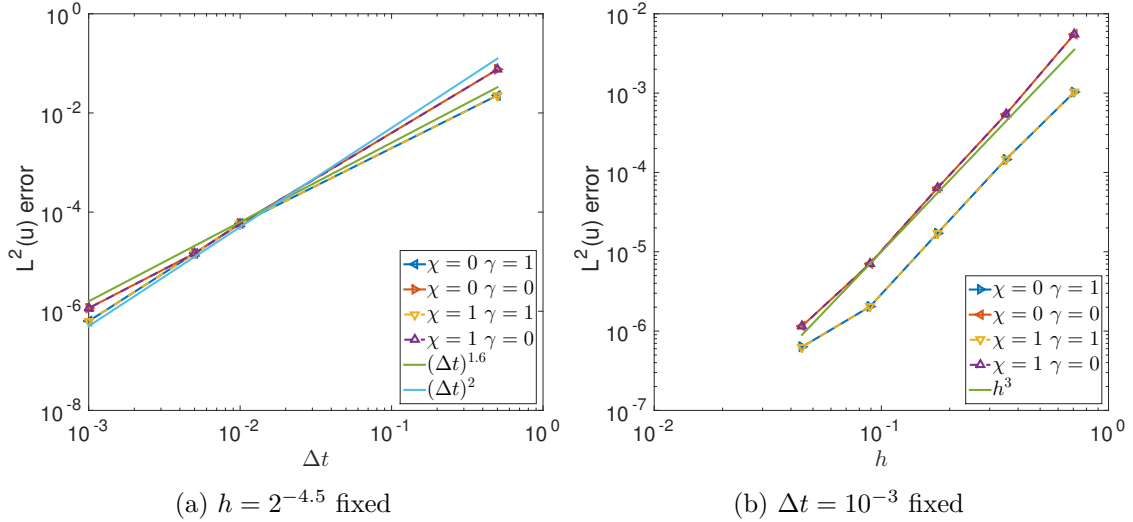 10^0
10^-2
10^-4
10^-6
10^-8
L^2(u) error
10^-3
10^-2
10^-1
10^0
Δt
χ = 0 γ = 1
χ = 0 γ = 0
χ = 1 γ = 1
χ = 1 γ = 0
(Δt)^1.6
(Δt)^2
(a) h = 2^-4.5 fixed
10^-2
10^-3
10^-4
10^-5
10^-6
10^-7
L^2(u) error
10^-2
10^-1
10^0
h
χ = 0 γ = 1
χ = 0 γ = 0
χ = 1 γ = 1
χ = 1 γ = 0
h^3
(b) Δt = 10^-3 fixed